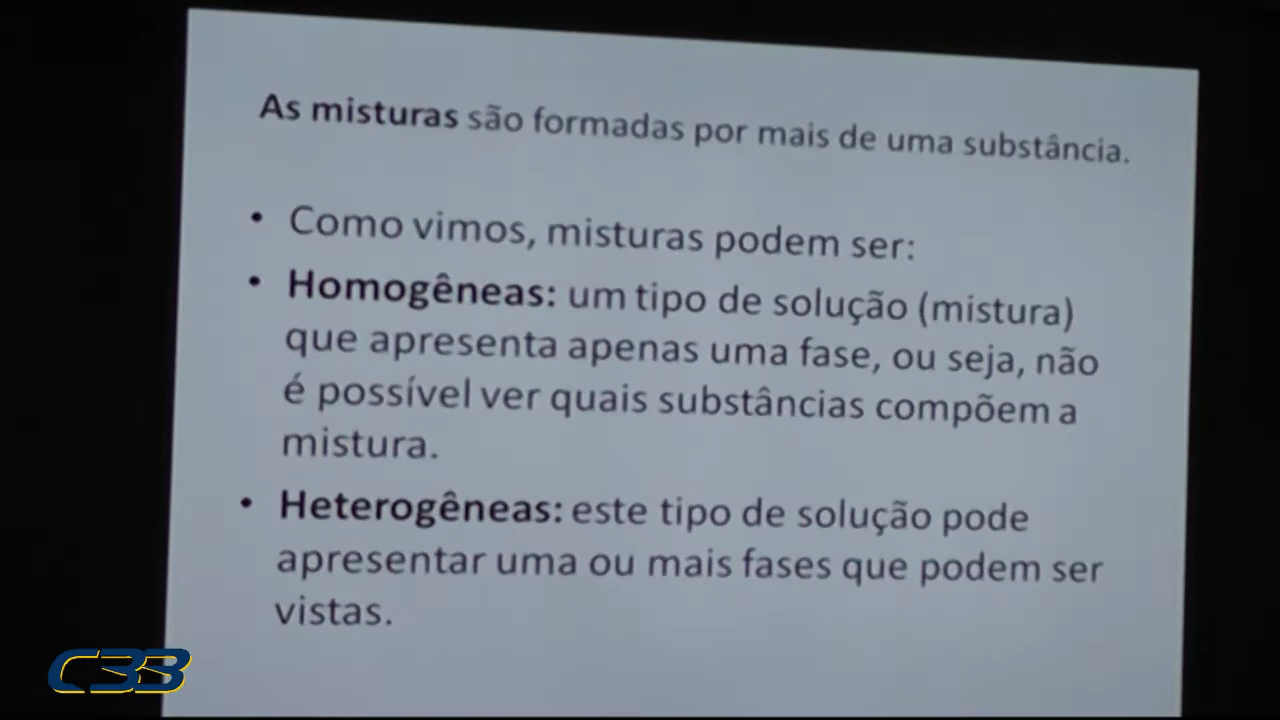 As misturas são formadas por mais de uma substância.
• Como vimos, misturas podem ser:
• Homogêneas: um tipo de solução (mistura)
que apresenta apenas uma fase, ou seja, não
é possível ver quais substâncias compõem a
mistura.
• Heterogêneas: este tipo de solução pode
apresentar uma ou mais fases que podem ser
vistas.
C33